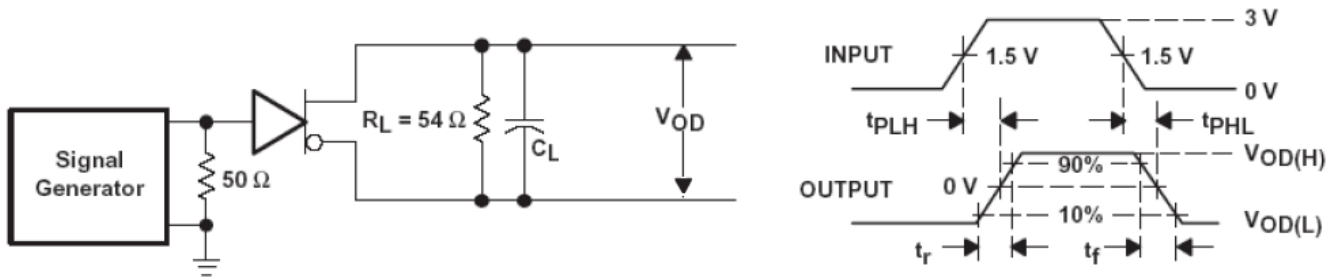 Signal
Generator
50 Ω
R_L = 54 Ω
C_L
V_OD
INPUT
3 V
1.5 V
1.5 V
0 V
t_PLH
t_PHL
OUTPUT
0 V
90%
10%
V_OD(H)
V_OD(L)
t_r
t_f